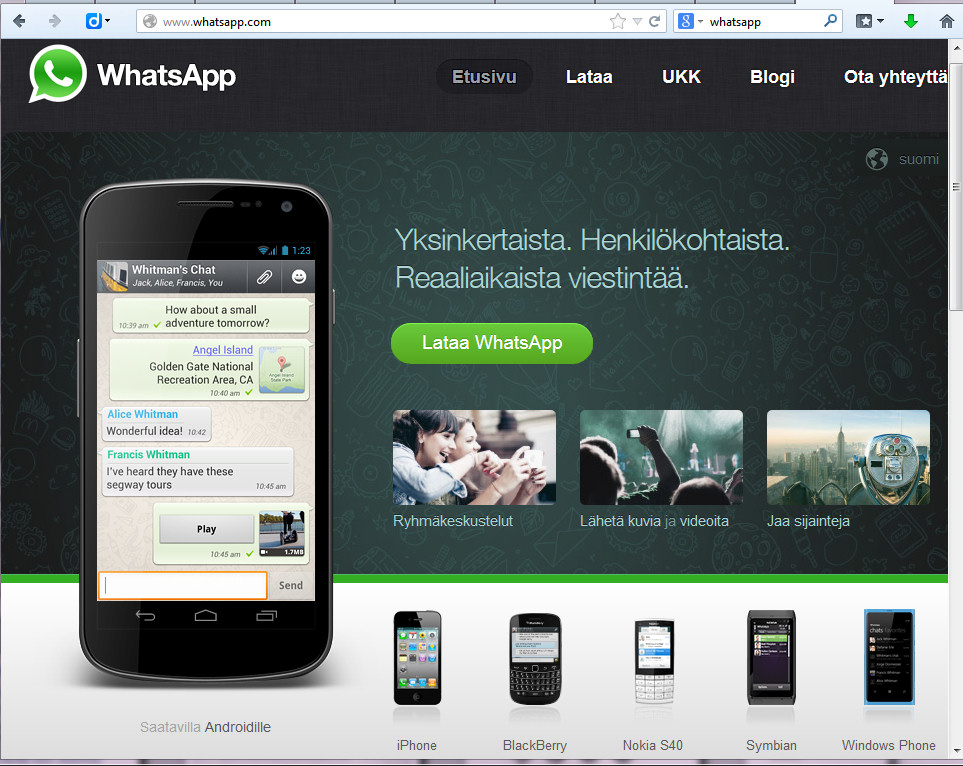 www.whatsapp.com
whatsapp
WhatsApp
Etusivu
Lataa
UKK
Blogi
Ota yhteyttä
suomi
1:23
Whitman's Chat
Jack, Alice, Francis, You
How about a small
adventure tomorrow?
10:39 am
Angel Island
Golden Gate National
Recreation Area, CA
10:40 am
Angel Island
State Park
Alice Whitman
Wonderful idea! 10:42
Francis Whitman
I've heard they have these
segway tours
10:45 am
Play
1.7MB
10:45 am
Send
Yksinkertaista. Henkilökohtaista.
Reaaliaikaista viestintää.
Lataa WhatsApp
Ryhmäkeskustelut
Lähetä kuvia ja videoita
Jaa sijainteja
Saatavilla Androidille
iPhone
BlackBerry
Nokia S40
Symbian
Windows Phone